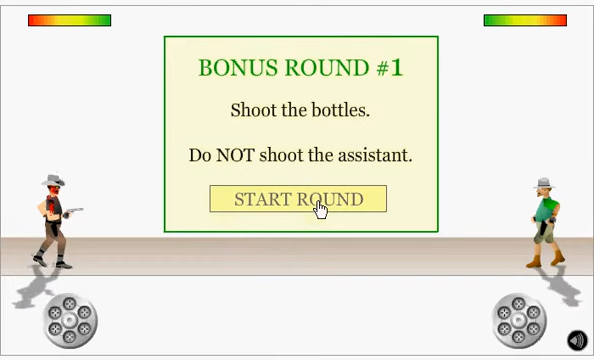 BONUS ROUND #1
Shoot the bottles.
Do NOT shoot the assistant.
START ROUND